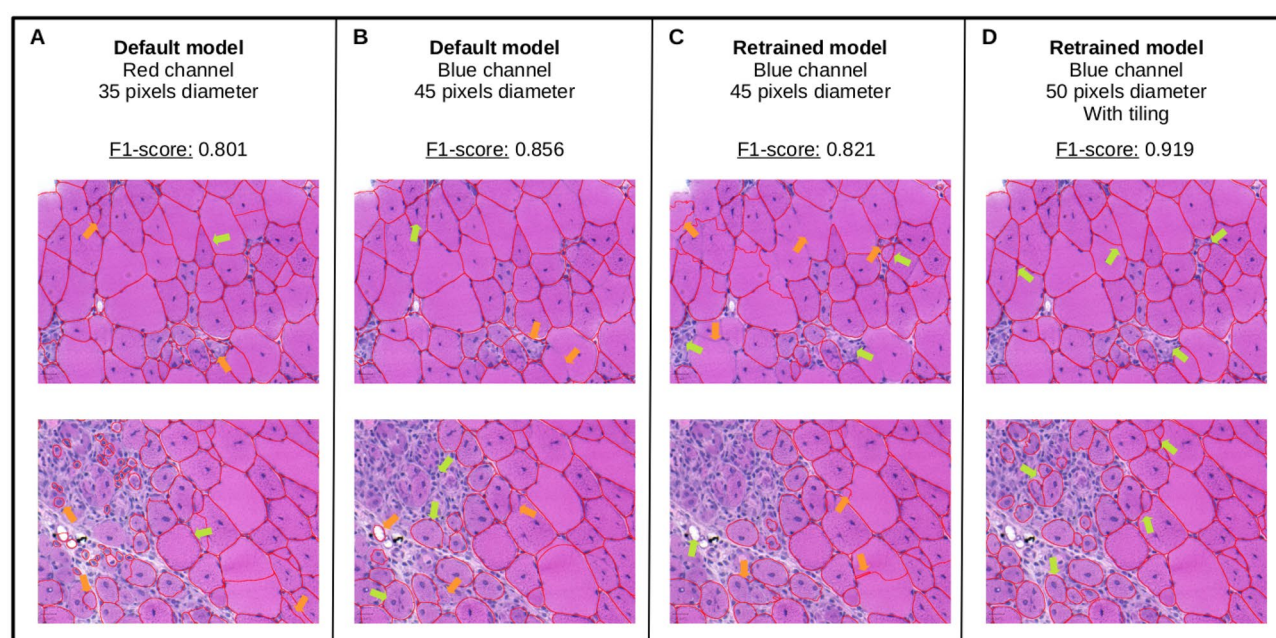 A
Default model
Red channel
35 pixels diameter
F1-score: 0.801
B
Default model
Blue channel
45 pixels diameter
F1-score: 0.856
C
Retrained model
Blue channel
45 pixels diameter
F1-score: 0.821
D
Retrained model
Blue channel
50 pixels diameter
With tiling
F1-score: 0.919